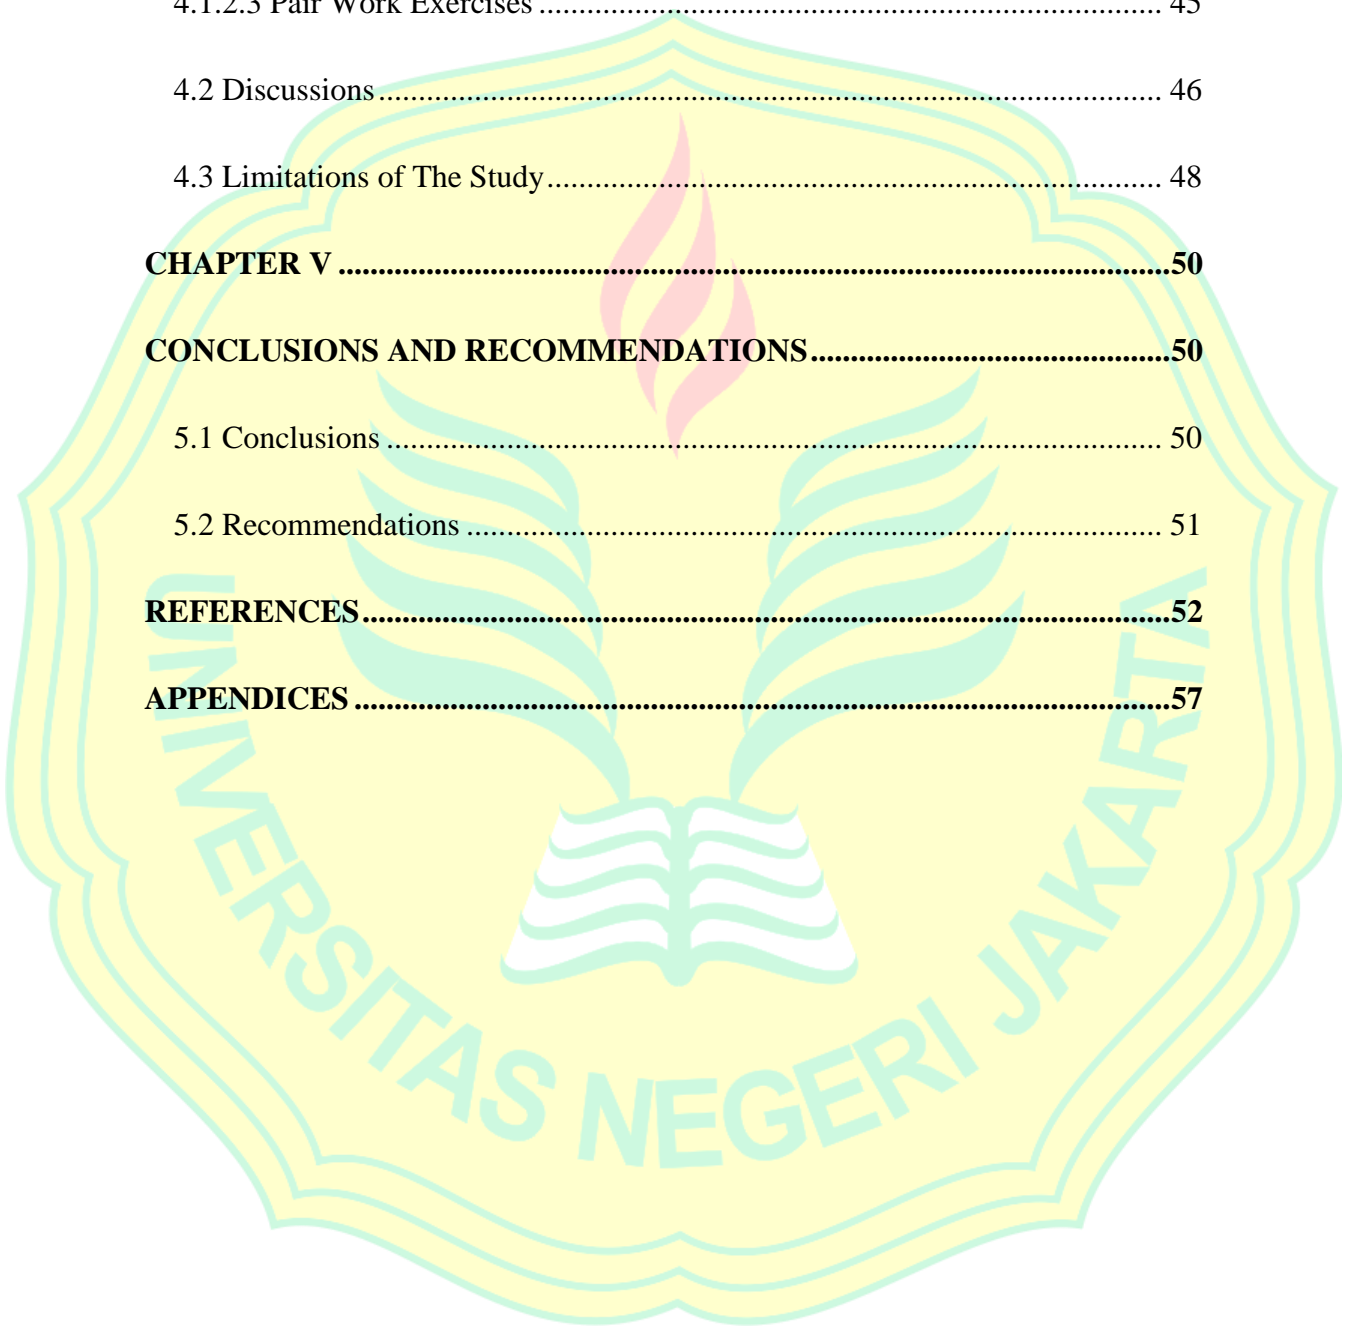 4.1.2.3 Pair Work Exercises ................................................................................ 45
4.2 Discussions ..................................................................................................... 46
4.3 Limitations of The Study ............................................................................... 48
CHAPTER V .........................................................................................................50
CONCLUSIONS AND RECOMMENDATIONS ..............................................50
5.1 Conclusions .................................................................................................... 50
5.2 Recommendations .......................................................................................... 51
REFERENCES ......................................................................................................52
APPENDICES .......................................................................................................57
UNIVERSITAS NEGERI JAKARTA